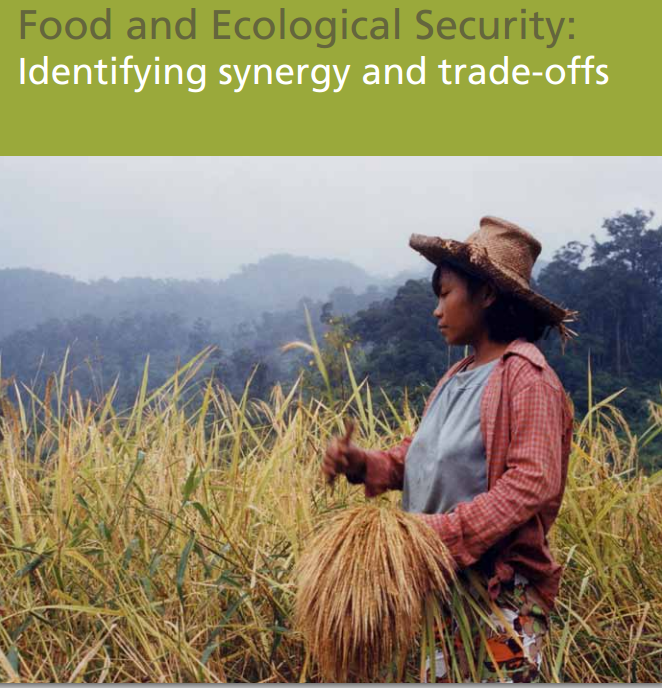 Food and Ecological Security:
Identifying synergy and trade-offs